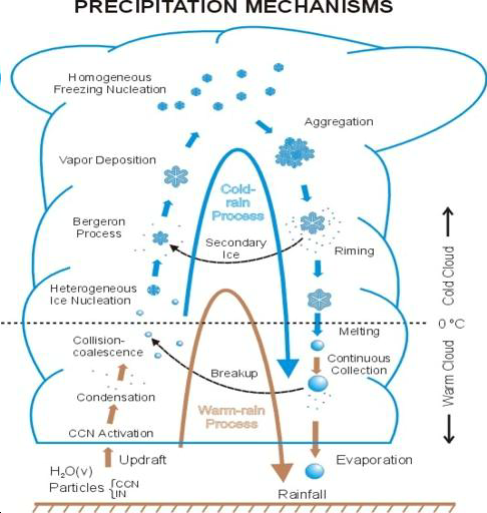 PRECIPITATION MECHANISMS
Homogeneous
Freezing Nucleation
Aggregation
Vapor Deposition
Cold-
rain
Process
Bergeron
Process
Secondary
Ice
Riming
Heterogeneous
Ice Nucleation
Cold Cloud
0 °C
Warm Cloud
Melting
Collision-
coalescence
Continuous
Collection
Breakup
Condensation
Warm-rain
Process
CCN Activation
Updraft
Evaporation
H₂O(v)
Particles {CCN
IN
Rainfall